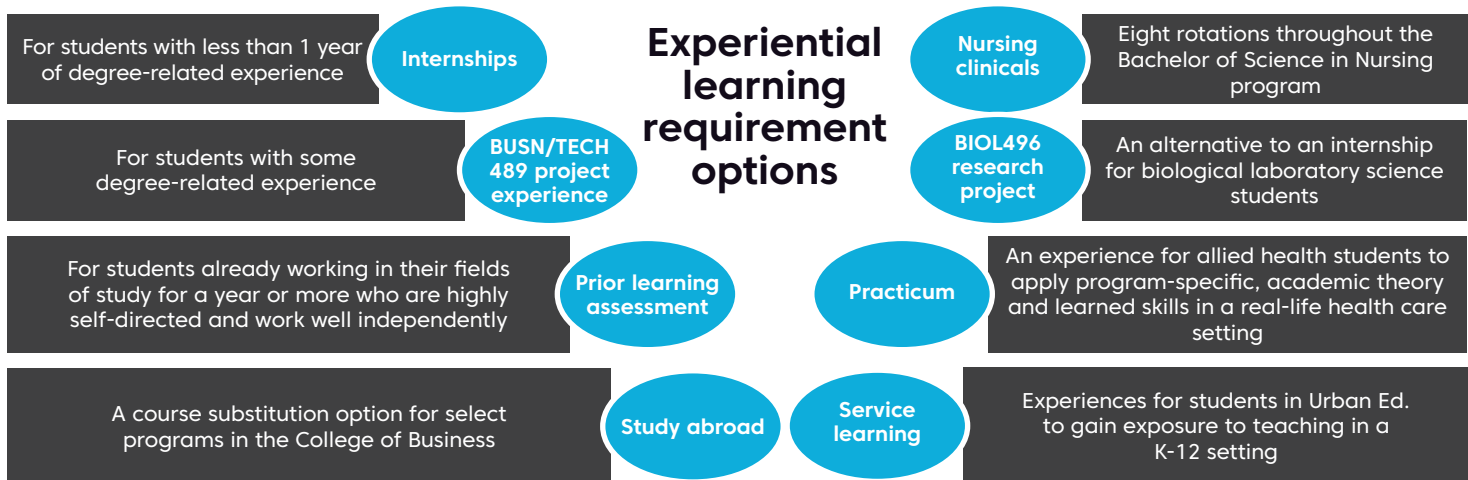 Experiential
learning
requirement
options
For students with less than 1 year
of degree-related experience
Internships
For students with some
degree-related experience
BUSN/TECH
489 project
experience
For students already working in their fields
of study for a year or more who are highly
self-directed and work well independently
Prior learning
assessment
A course substitution option for select
programs in the College of Business
Study abroad
Nursing
clinicals
Eight rotations throughout the
Bachelor of Science in Nursing
program
BIOL496
research
project
An alternative to an internship
for biological laboratory science
students
Practicum
An experience for allied health students to
apply program-specific, academic theory
and learned skills in a real-life health care
setting
Service
learning
Experiences for students in Urban Ed.
to gain exposure to teaching in a
K-12 setting